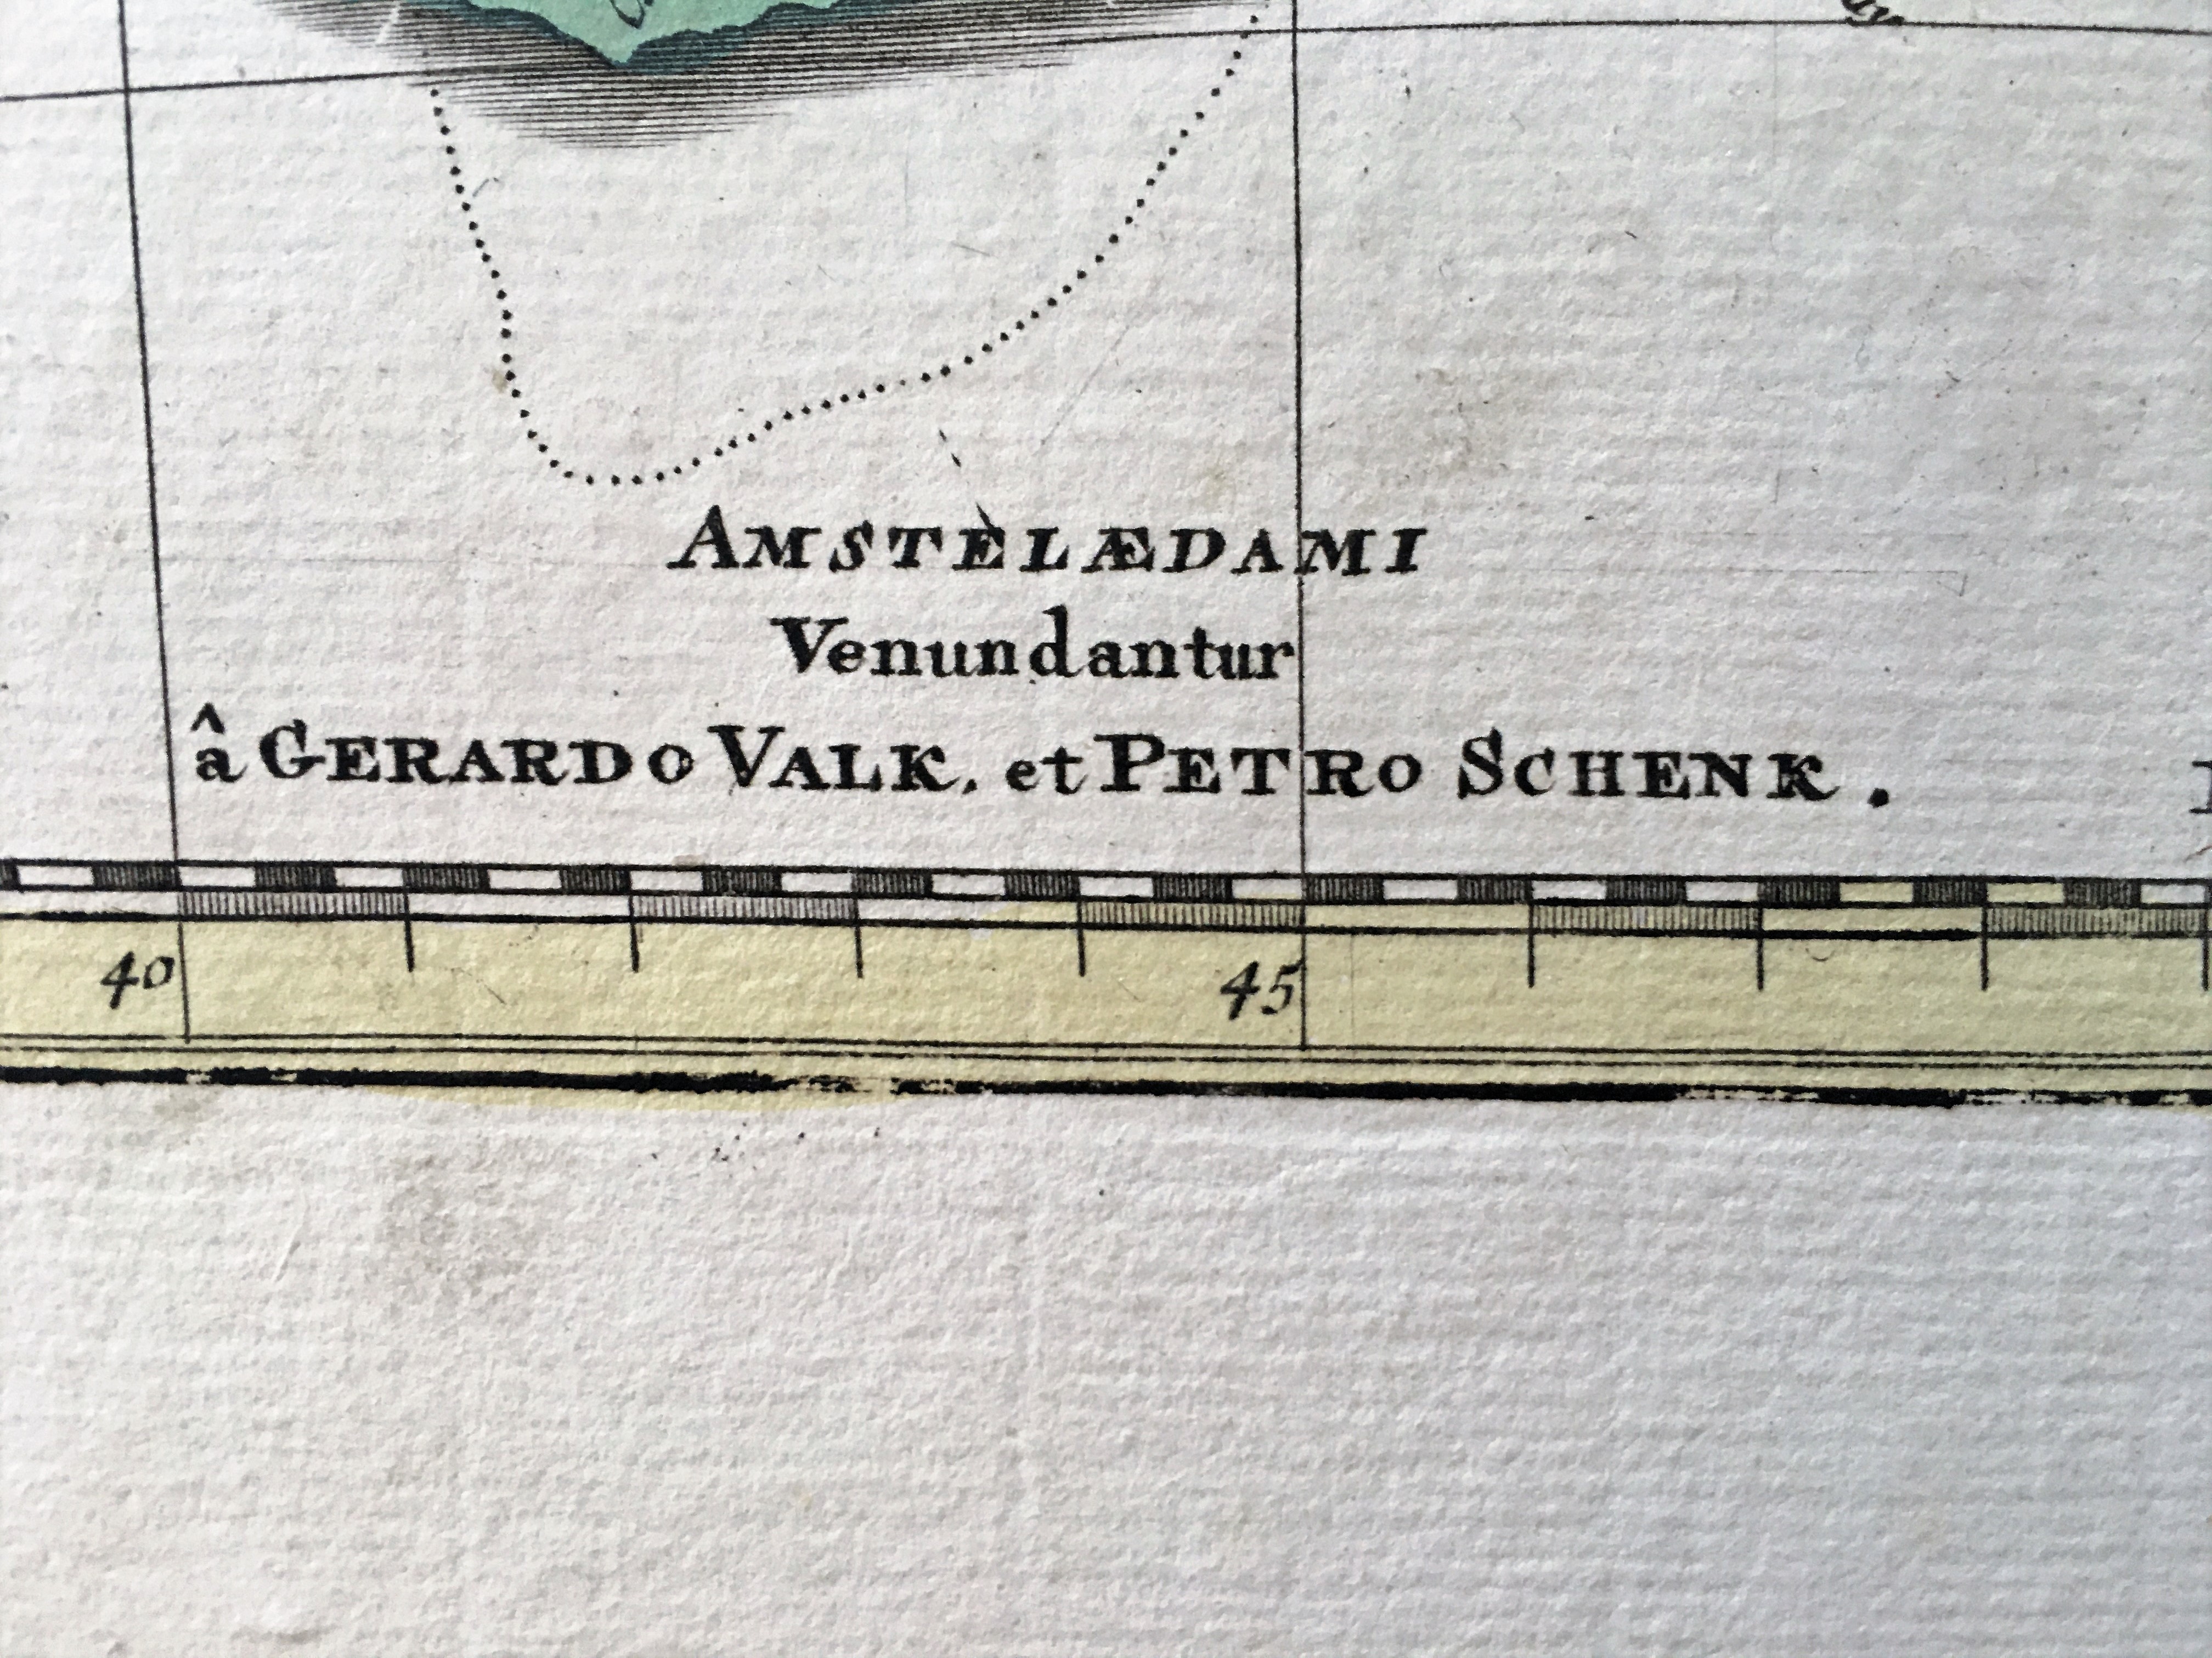 AMSTELÆDAMI
Venundantur
â GERARDO VALK, et PETRO SCHENK.
40 45